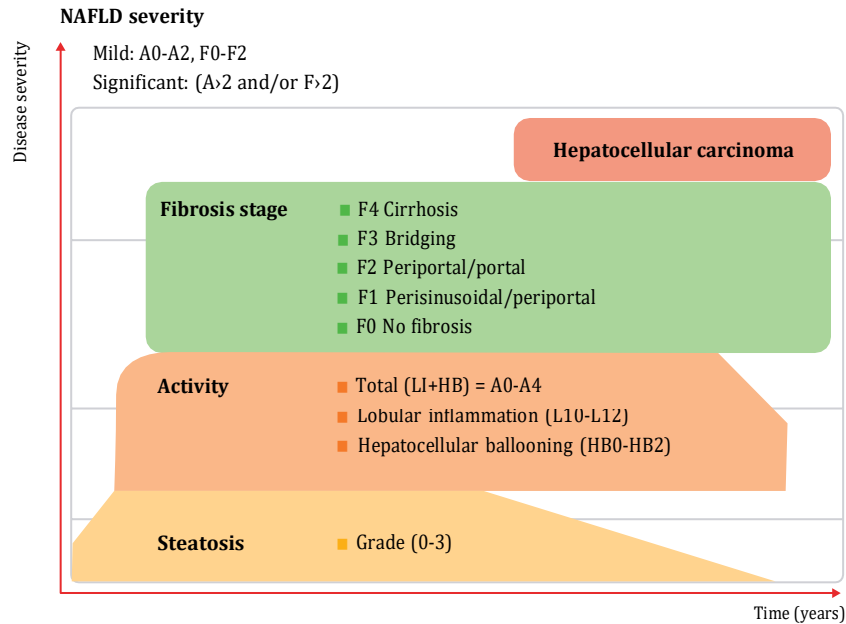 NAFLD severity
Disease severity
Mild: A0-A2, F0-F2
Significant: (A›2 and/or F›2)
Hepatocellular carcinoma
Fibrosis stage
F4 Cirrhosis
F3 Bridging
F2 Periportal/portal
F1 Perisinusoidal/periportal
F0 No fibrosis
Activity
Total (LI+HB) = A0-A4
Lobular inflammation (L10-L12)
Hepatocellular ballooning (HB0-HB2)
Steatosis
Grade (0-3)
Time (years)